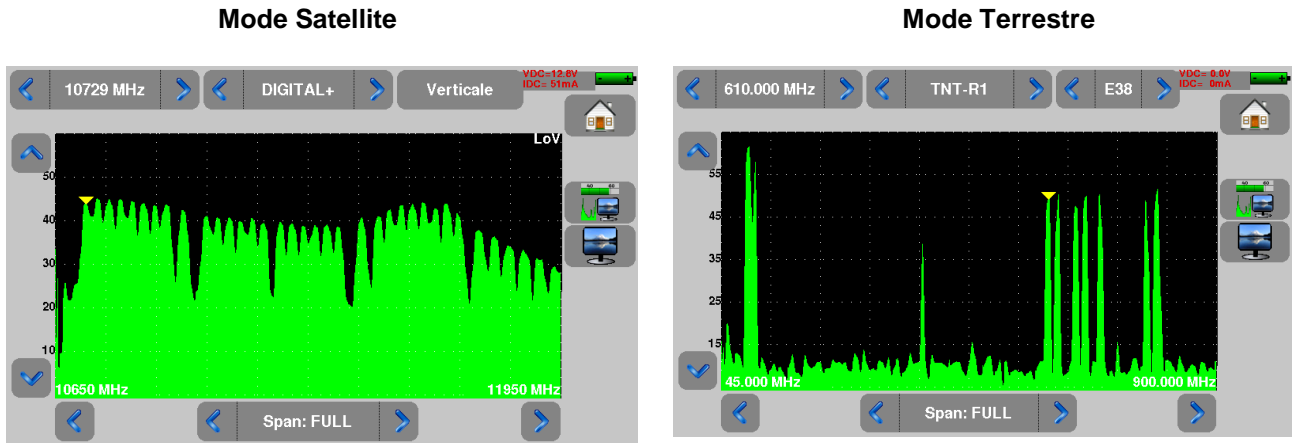 Mode Satellite
10729 MHz
DIGITAL+
Verticale
VDC=12.8V
IDC= 51mA
LoV
50
40
30
20
10
10650 MHz
11950 MHz
Span: FULL
Mode Terrestre
610.000 MHz
TNT-R1
E38
VDC= 0.0V
IDC= 0mA
55
45
35
25
15
45.000 MHz
900.000 MHz
Span: FULL